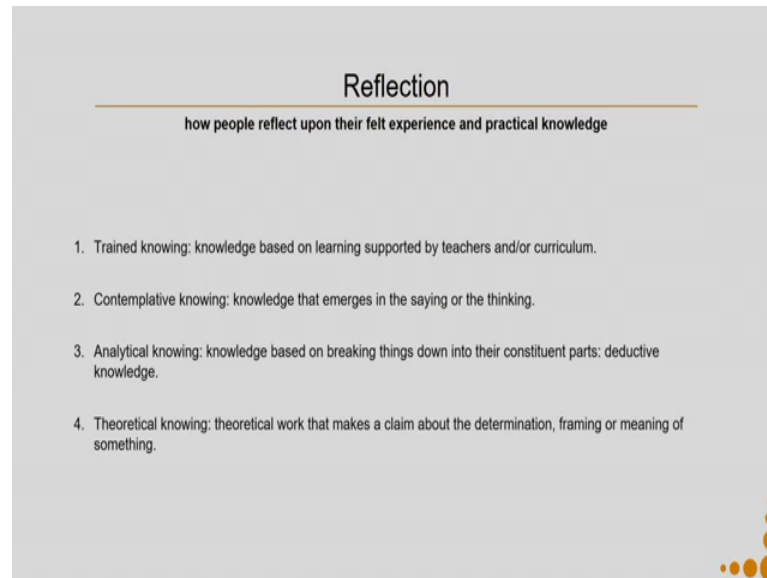 Reflection
how people reflect upon their felt experience and practical knowledge
1. Trained knowing: knowledge based on learning supported by teachers and/or curriculum.
2. Contemplative knowing: knowledge that emerges in the saying or the thinking.
3. Analytical knowing: knowledge based on breaking things down into their constituent parts: deductive
knowledge.
4. Theoretical knowing: theoretical work that makes a claim about the determination, framing or meaning of
something.